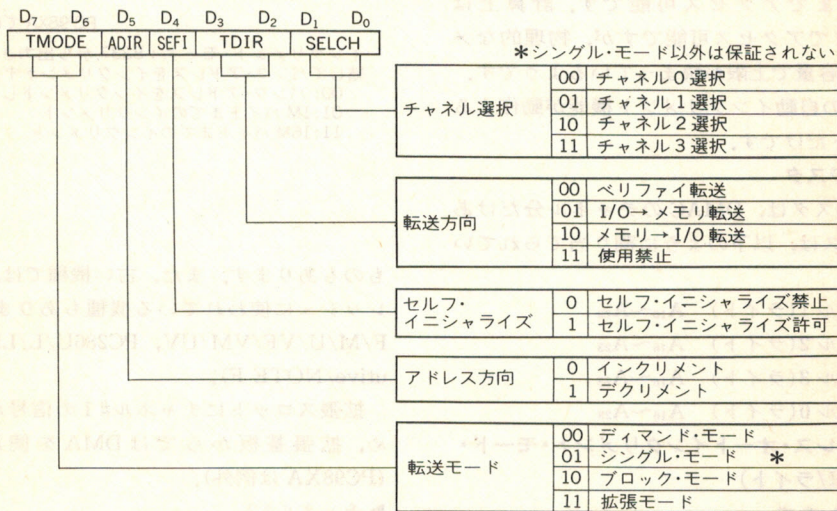 D7 D6 D5 D4 D3 D2 D1 D0
TMODE ADIR SEFI TDIR SELCH
*シングル・モード以外は保証されない
チャネル選択
00 チャネル0選択
01 チャネル1選択
10 チャネル2選択
11 チャネル3選択
転送方向
00 ベリファイ転送
01 I/O→メモリ転送
10 メモリ→I/O転送
11 使用禁止
セルフ・イニシャライズ
0 セルフ・イニシャライズ禁止
1 セルフ・イニシャライズ許可
アドレス方向
0 インクリメント
1 デクリメント
転送モード
00 ディマンド・モード
01 シングル・モード *
10 ブロック・モード
11 拡張モード